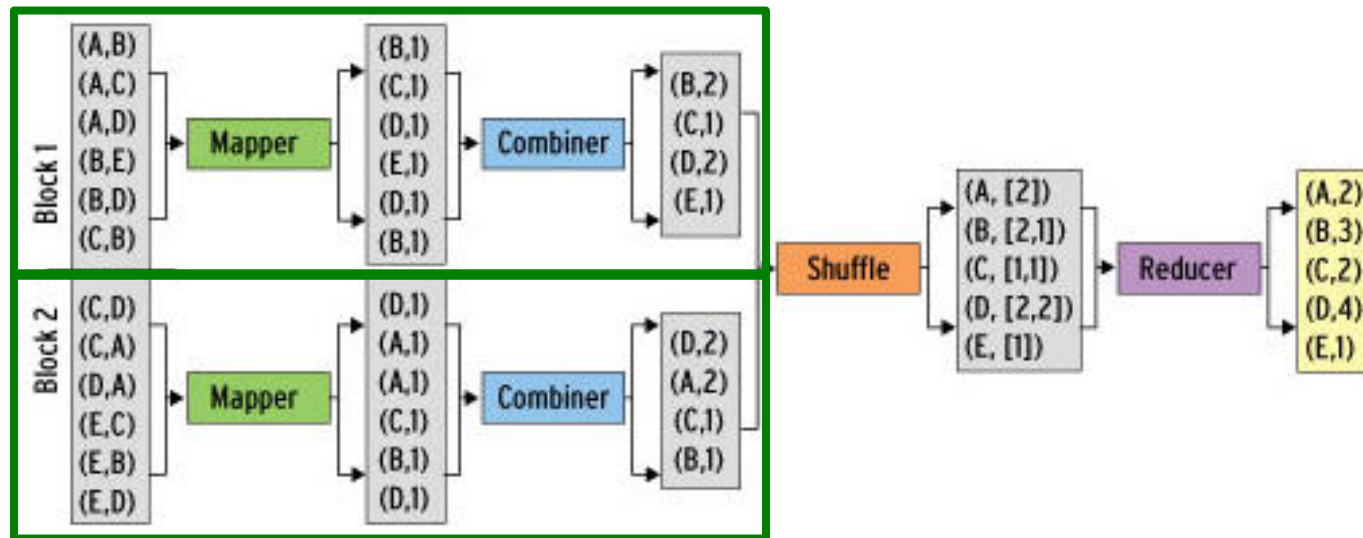 Block 1
(A,B)
(A,C)
(A,D)
(B,E)
(B,D)
(C,B)
Mapper
(B,1)
(C,1)
(D,1)
(E,1)
(D,1)
(B,1)
Combiner
(B,2)
(C,1)
(D,2)
(E,1)
Block 2
(C,D)
(C,A)
(D,A)
(E,C)
(E,B)
(E,D)
Mapper
(D,1)
(A,1)
(A,1)
(C,1)
(B,1)
(D,1)
Combiner
(D,2)
(A,2)
(C,1)
(B,1)
Shuffle
(A, [2])
(B, [2,1])
(C, [1,1])
(D, [2,2])
(E, [1])
Reducer
(A,2)
(B,3)
(C,2)
(D,4)
(E,1)